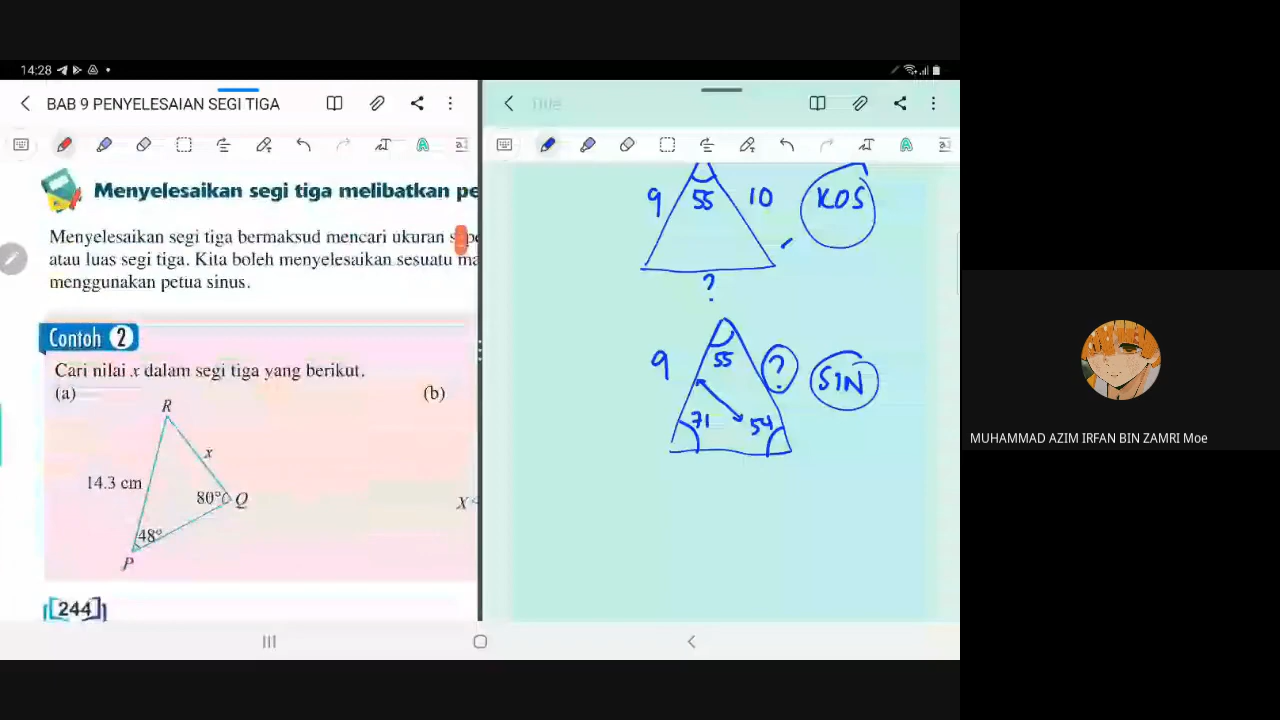 14:28
BAB 9 PENYELESAIAN SEGI TIGA
Menyelesaikan segi tiga melibatkan pe
Menyelesaikan segi tiga bermaksud mencari ukuran
atau luas segi tiga. Kita boleh menyelesaikan sesuatu ma
menggunakan petua sinus.
Contoh 2
Cari nilai x dalam segi tiga yang berikut.
(a)
(b)
R
x
14.3 cm
80°
Q
48°
P
X
[244]
9
55
10
KOS
?
9
55
?
SIN
71
54
MUHAMMAD AZIM IRFAN BIN ZAMRI Moe